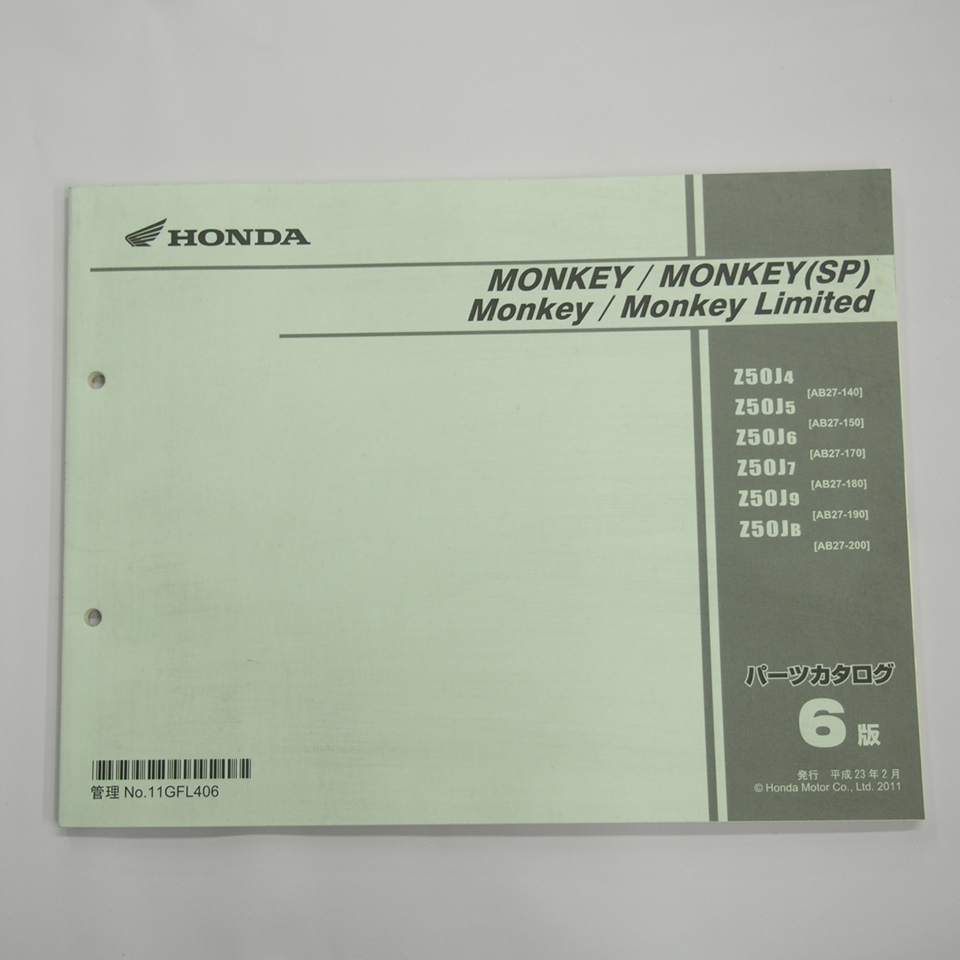 HONDA
MONKEY / MONKEY(SP)
Monkey / Monkey Limited
Z50J4
[AB27-140]
Z50J5
[AB27-150]
Z50J6
[AB27-170]
Z50J7
[AB27-180]
Z50J9
[AB27-190]
Z50JB
[AB27-200]
パーツカタログ
6版
発行 平成23年2月
© Honda Motor Co., Ltd. 2011
管理 No.11GFL406